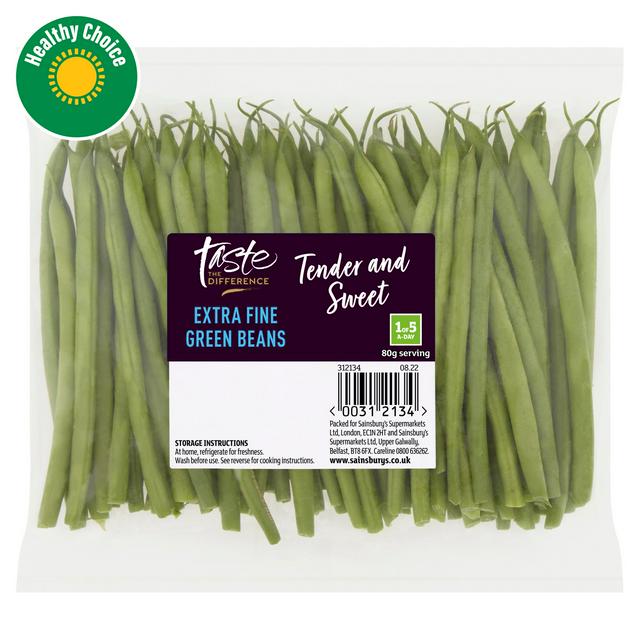 Healthy Choice
taste
THE
DIFFERENCE
EXTRA FINE
GREEN BEANS
Tender and
Sweet
1 OF 5
A-DAY
80g serving
312134 08.22
<0031 2134>
Packed for Sainsbury's Supermarkets
Ltd, London, EC1N 2HT and Sainsbury's
Supermarkets Ltd, Upper Galwally,
Belfast, BT8 6FX. Careline 0800 636262.
www.sainsburys.co.uk
STORAGE INSTRUCTIONS
At home, refrigerate for freshness.
Wash before use. See reverse for cooking instructions.